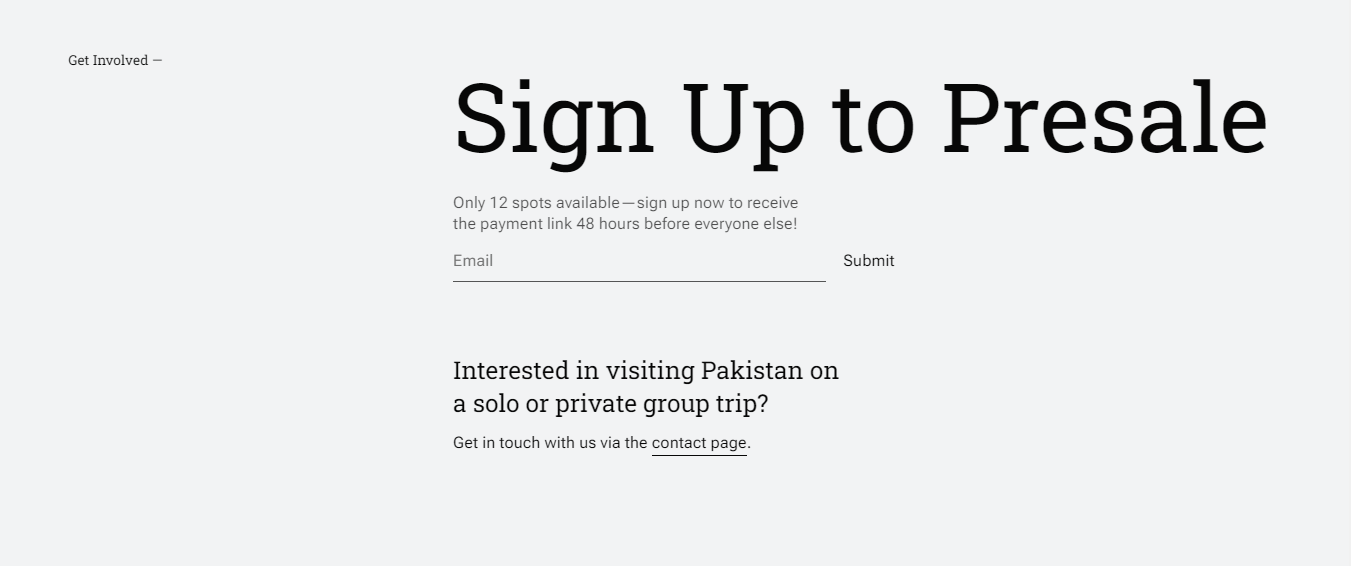 Get Involved —
Sign Up to Presale
Only 12 spots available—sign up now to receive
the payment link 48 hours before everyone else!
Email
Submit
Interested in visiting Pakistan on
a solo or private group trip?
Get in touch with us via the contact page.